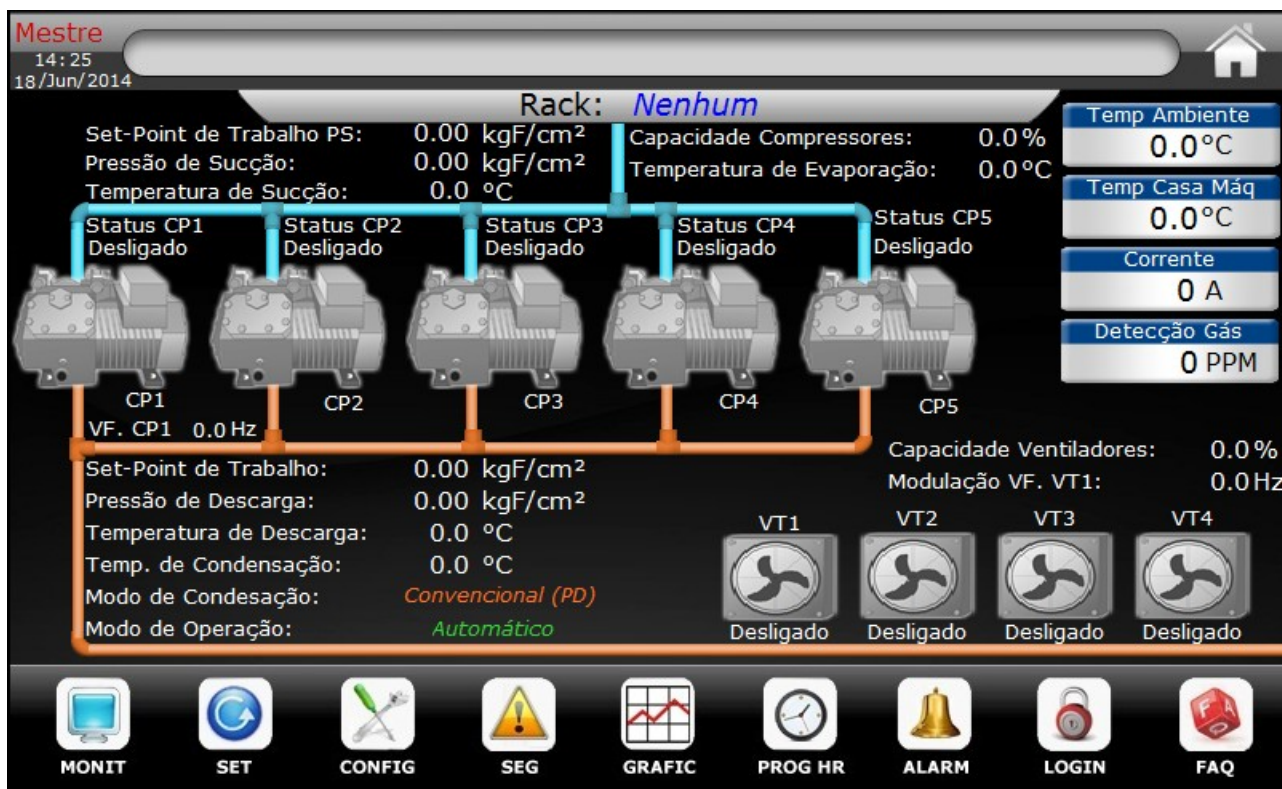 Mestre
14:25
18/Jun/2014
Rack: Nenhum
Set-Point de Trabalho PS: 0.00 kgF/cm²
Pressão de Sucção: 0.00 kgF/cm²
Temperatura de Sucção: 0.0 °C
Capacidade Compressores: 0.0%
Temperatura de Evaporação: 0.0°C
Temp Ambiente
0.0°C
Temp Casa Máq
0.0°C
Corrente
0 A
Detecção Gás
0 PPM
Status CP1
Desligado
Status CP2
Desligado
Status CP3
Desligado
Status CP4
Desligado
Status CP5
Desligado
CP1
CP2
CP3
CP4
CP5
VF. CP1 0.0 Hz
Set-Point de Trabalho: 0.00 kgF/cm²
Pressão de Descarga: 0.00 kgF/cm²
Temperatura de Descarga: 0.0 °C
Temp. de Condensação: 0.0 °C
Modo de Condesação: Convencional (PD)
Modo de Operação: Automático
Capacidade Ventiladores: 0.0%
Modulação VF. VT1: 0.0Hz
VT1
VT2
VT3
VT4
Desligado
Desligado
Desligado
Desligado
MONIT
SET
CONFIG
SEG
GRAFIC
PROG HR
ALARM
LOGIN
FAQ